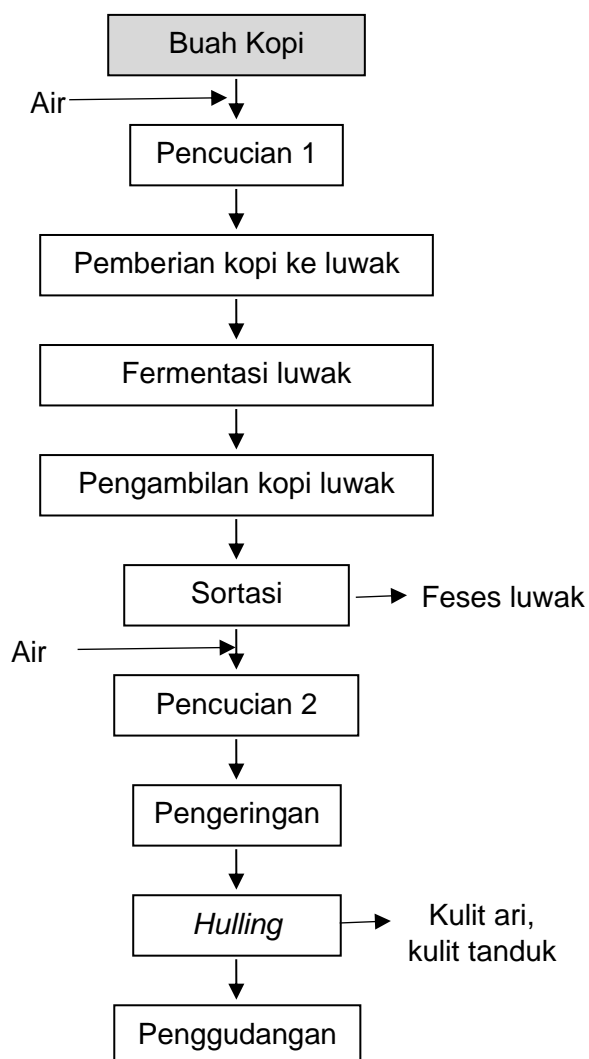 Buah Kopi
Air
Pencucian 1
Pemberian kopi ke luwak
Fermentasi luwak
Pengambilan kopi luwak
Sortasi
Feses luwak
Air
Pencucian 2
Pengeringan
Hulling
Kulit ari,
kulit tanduk
Penggudangan